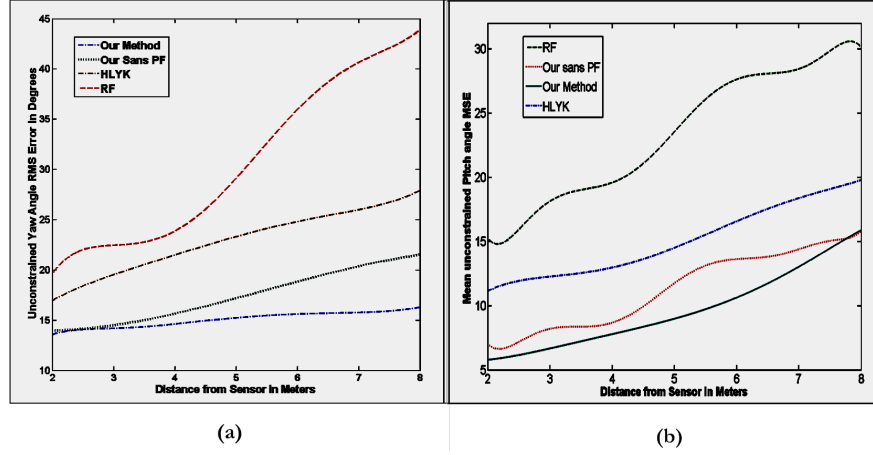 45
40
35
30
25
20
15
10
Unconstrained Yaw Angle RMS Error in Degrees
Our Method
Our Sans PF
HLYK
RF
2 3 4 5 6 7 8
Distance from Sensor in Meters
(a)
30
25
20
15
10
5
Mean unconstrained Pitch angle MSE
RF
Our sans PF
Our Method
HLYK
2 3 4 5 6 7 8
Distance from Sensor in Meters
(b)